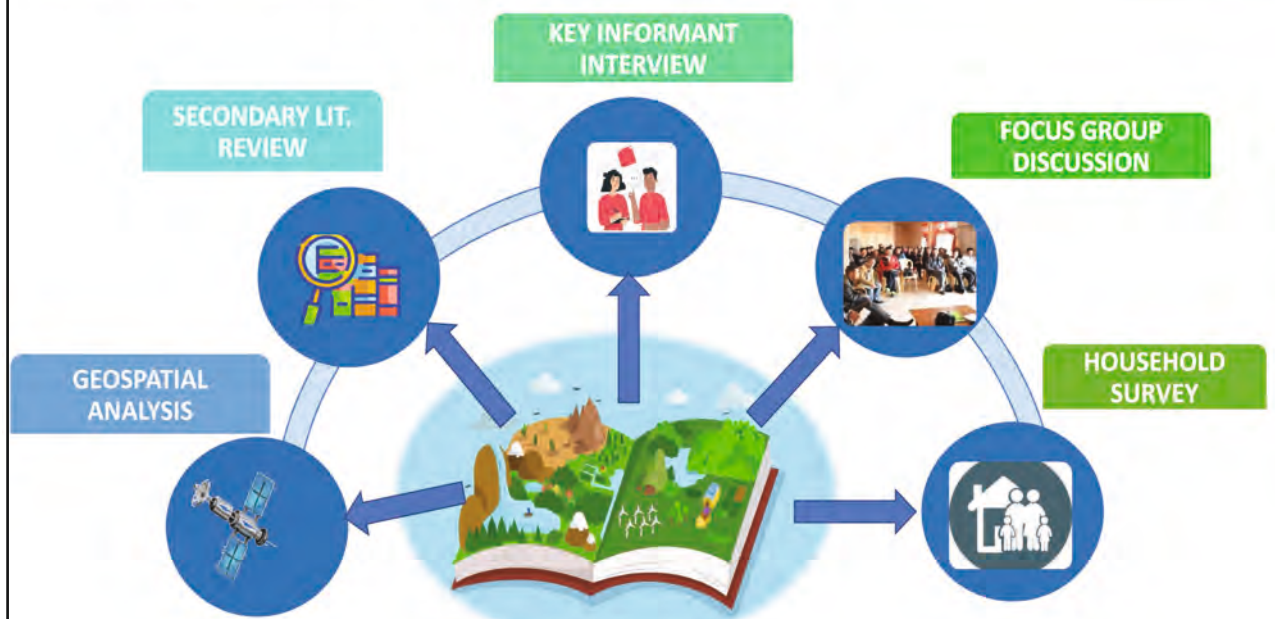 KEY INFORMANT
INTERVIEW
SECONDARY LIT.
REVIEW
FOCUS GROUP
DISCUSSION
GEOSPATIAL
ANALYSIS
HOUSEHOLD
SURVEY